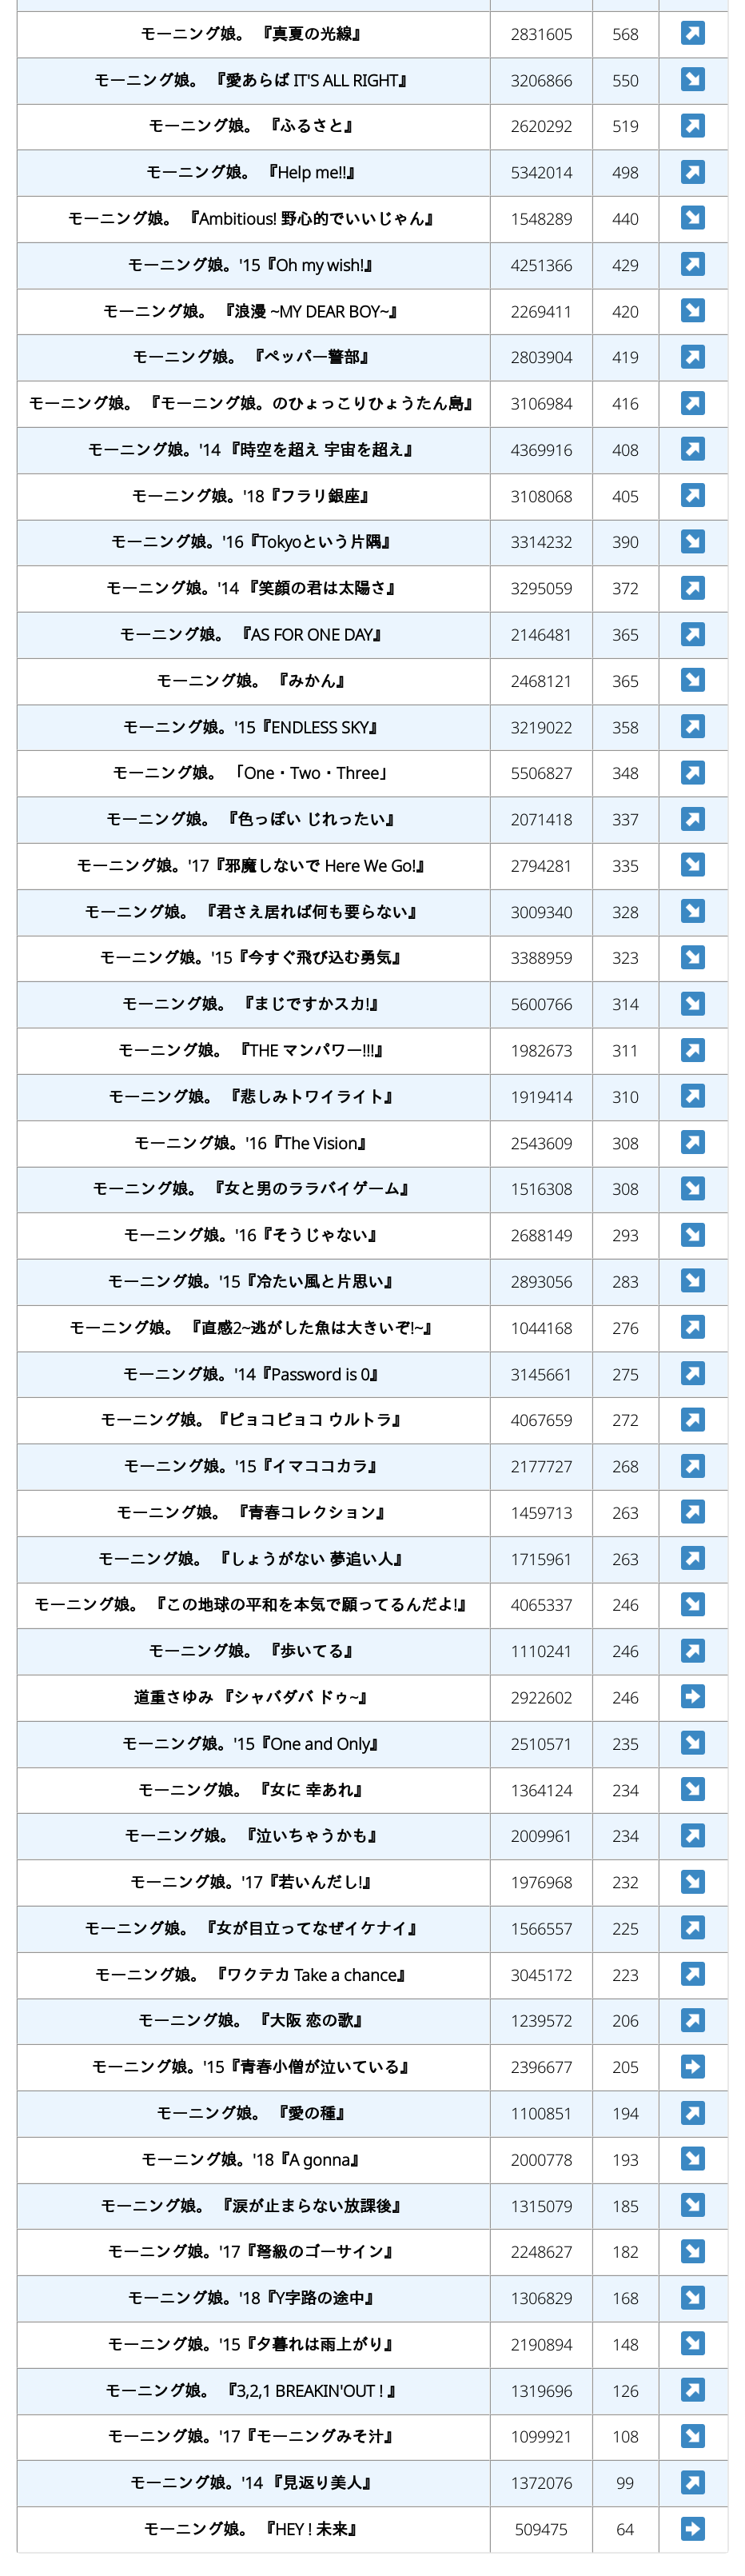 モーニング娘。 『真夏の光線』 2831605 568 ↗
モーニング娘。 『愛あらば IT'S ALL RIGHT』 3206866 550 ↘
モーニング娘。 『ふるさと』 2620292 519 ↗
モーニング娘。 『Help me!!』 5342014 498 ↗
モーニング娘。 『Ambitious! 野心的でいいじゃん』 1548289 440 ↘
モーニング娘。'15『Oh my wish!』 4251366 429 ↗
モーニング娘。 『浪漫 ~MY DEAR BOY~』 2269411 420 ↘
モーニング娘。 『ペッパー警部』 2803904 419 ↗
モーニング娘。 『モーニング娘。のひょっこりひょうたん島』 3106984 416 ↗
モーニング娘。'14 『時空を超え 宇宙を超え』 4369916 408 ↗
モーニング娘。'18『フラリ銀座』 3108068 405 ↗
モーニング娘。'16『Tokyoという片隅』 3314232 390 ↘
モーニング娘。'14 『笑顔の君は太陽さ』 3295059 372 ↗
モーニング娘。 『AS FOR ONE DAY』 2146481 365 ↗
モーニング娘。 『みかん』 2468121 365 ↘
モーニング娘。'15『ENDLESS SKY』 3219022 358 ↗
モーニング娘。 「One・Two・Three」 5506827 348 ↗
モーニング娘。 『色っぽい じれったい』 2071418 337 ↗
モーニング娘。'17『邪魔しないで Here We Go!』 2794281 335 ↘
モーニング娘。 『君さえ居れば何も要らない』 3009340 328 ↘
モーニング娘。'15『今すぐ飛び込む勇気』 3388959 323 ↘
モーニング娘。 『まじですかスカ!』 5600766 314 ↘
モーニング娘。 『THE マンパワー!!!』 1982673 311 ↗
モーニング娘。 『悲しみトワイライト』 1919414 310 ↗
モーニング娘。'16『The Vision』 2543609 308 ↗
モーニング娘。 『女と男のララバイゲーム』 1516308 308 ↘
モーニング娘。'16『そうじゃない』 2688149 293 ↘
モーニング娘。'15『冷たい風と片思い』 2893056 283 ↘
モーニング娘。 『直感2~逃がした魚は大きいぞ!~』 1044168 276 ↗
モーニング娘。'14『Password is 0』 3145661 275 ↗
モーニング娘。『ピョコピョコ ウルトラ』 4067659 272 ↗
モーニング娘。'15『イマココカラ』 2177727 268 ↗
モーニング娘。 『青春コレクション』 1459713 263 ↗
モーニング娘。 『しょうがない 夢追い人』 1715961 263 ↗
モーニング娘。 『この地球の平和を本気で願ってるんだよ!』 4065337 246 ↘
モーニング娘。 『歩いてる』 1110241 246 ↗
道重さゆみ 『シャバダバ ドゥ~』 2922602 246 →
モーニング娘。'15『One and Only』 2510571 235 ↘
モーニング娘。 『女に 幸あれ』 1364124 234 ↘
モーニング娘。 『泣いちゃうかも』 2009961 234 ↗
モーニング娘。'17『若いんだし!』 1976968 232 ↘
モーニング娘。 『女が目立ってなぜイケナイ』 1566557 225 ↗
モーニング娘。 『ワクテカ Take a chance』 3045172 223 ↗
モーニング娘。 『大阪 恋の歌』 1239572 206 ↗
モーニング娘。'15『青春小僧が泣いている』 2396677 205 →
モーニング娘。 『愛の種』 1100851 194 ↗
モーニング娘。'18『A gonna』 2000778 193 ↘
モーニング娘。 『涙が止まらない放課後』 1315079 185 ↘
モーニング娘。'17『弩級のゴーサイン』 2248627 182 ↘
モーニング娘。'18『Y字路の途中』 1306829 168 ↘
モーニング娘。'15『夕暮れは雨上がり』 2190894 148 ↘
モーニング娘。 『3,2,1 BREAKIN'OUT ! 』 1319696 126 ↗
モーニング娘。'17『モーニングみそ汁』 1099921 108 ↘
モーニング娘。'14 『見返り美人』 1372076 99 ↗
モーニング娘。 『HEY ! 未来』 509475 64 →